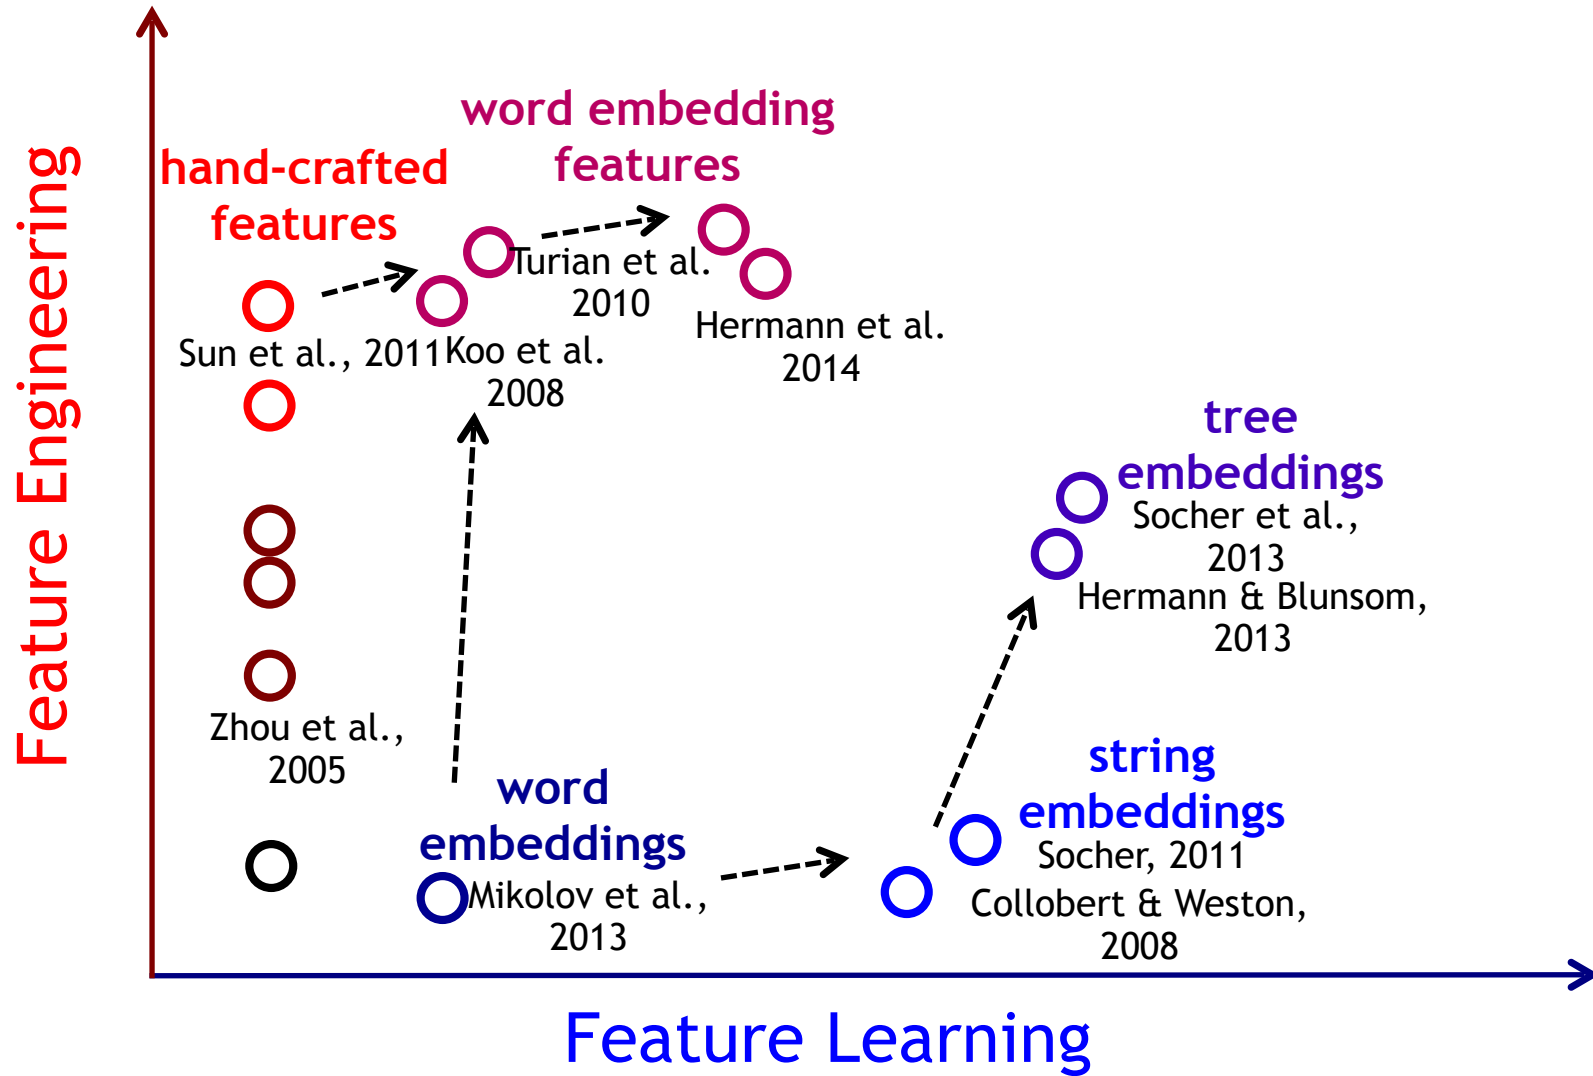 word embedding
features
hand-crafted
features
Turian et al.
2010
Hermann et al.
2014
Sun et al., 2011
Koo et al.
2008
tree
embeddings
Socher et al.,
2013
Hermann & Blunsom,
2013
Zhou et al.,
2005
word
embeddings
Mikolov et al.,
2013
string
embeddings
Socher, 2011
Collobert & Weston,
2008
Feature Engineering
Feature Learning